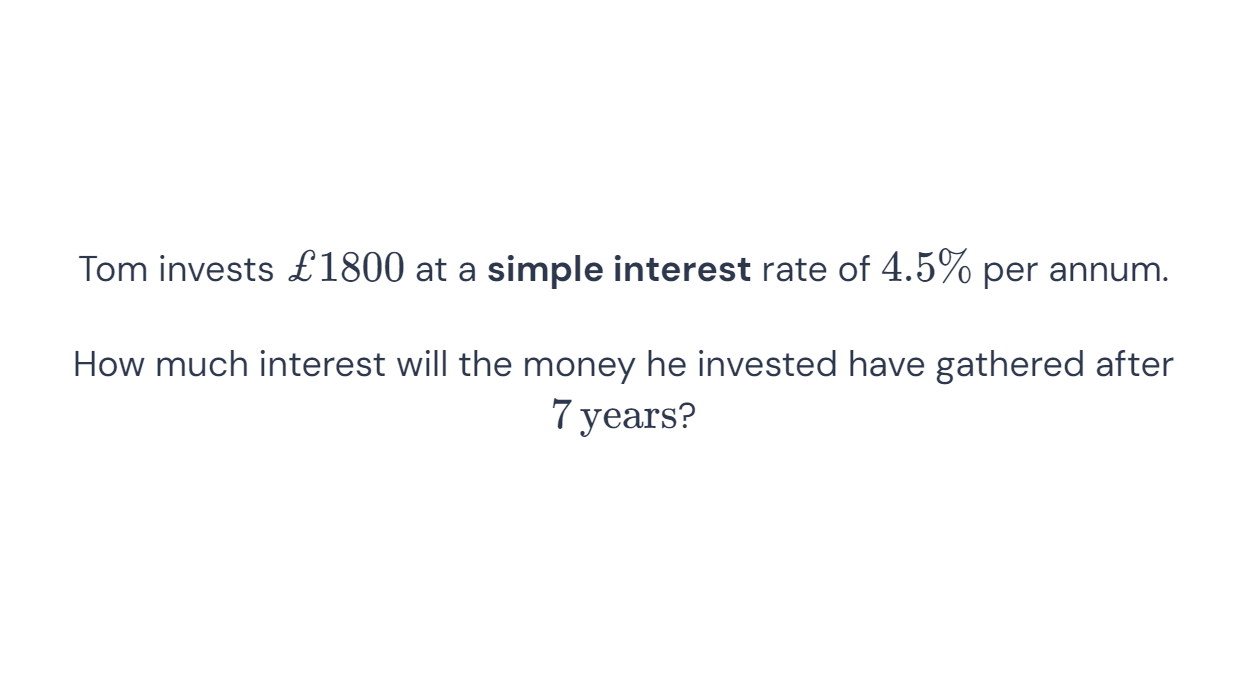 Tom invests £1800 at a simple interest rate of 4.5% per annum.
How much interest will the money he invested have gathered after
7 years?